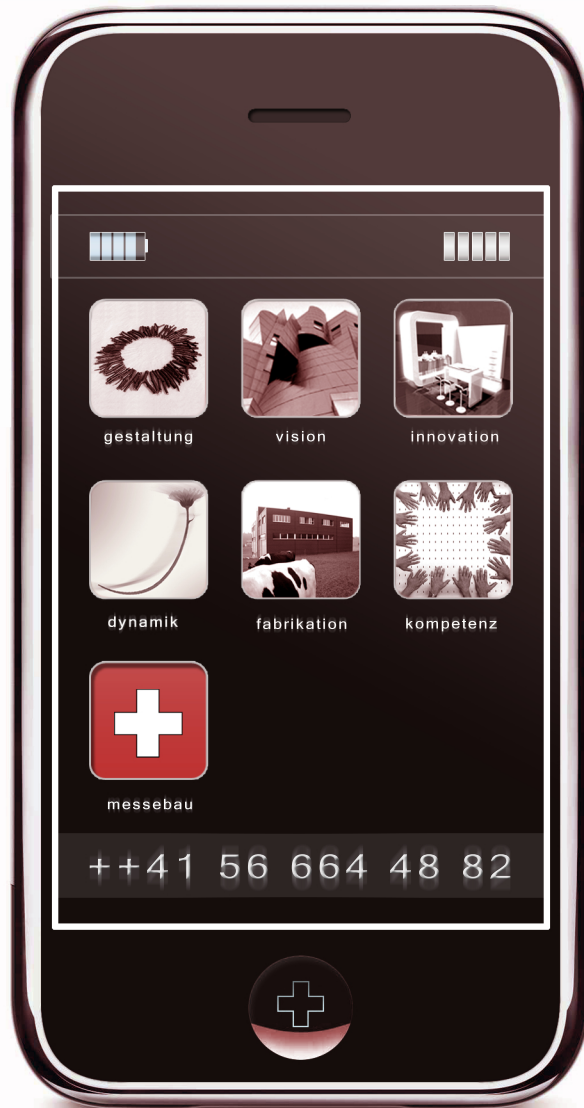 gestaltung vision innovation
dynamik fabrikation kompetenz
messebau
++41 56 664 48 82